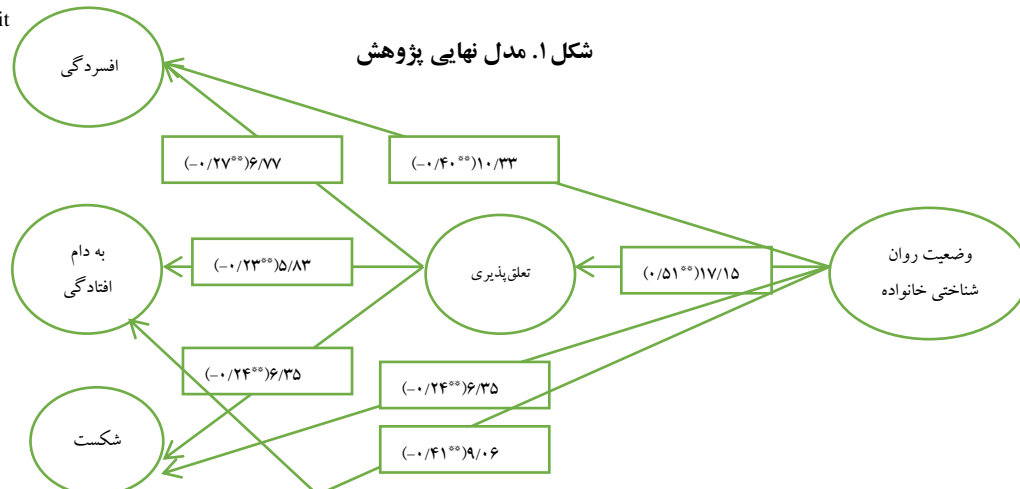 it
شکل ۱. مدل نهایی پژوهش
افسردگی
(-۰/۲۷**)۶/۷۷
(-۰/۴۰**)۱۰/۳۳
به دام
افتادگی
(-۰/۲۳**)۵/۸۳
تعلق‌پذیری
(۰/۵۱**)۱۷/۱۵
وضعیت روان
شناختی خانواده
(-۰/۲۴**)۶/۳۵
(-۰/۲۴**)۶/۳۵
شکست
(-۰/۴۱**)۹/۰۶